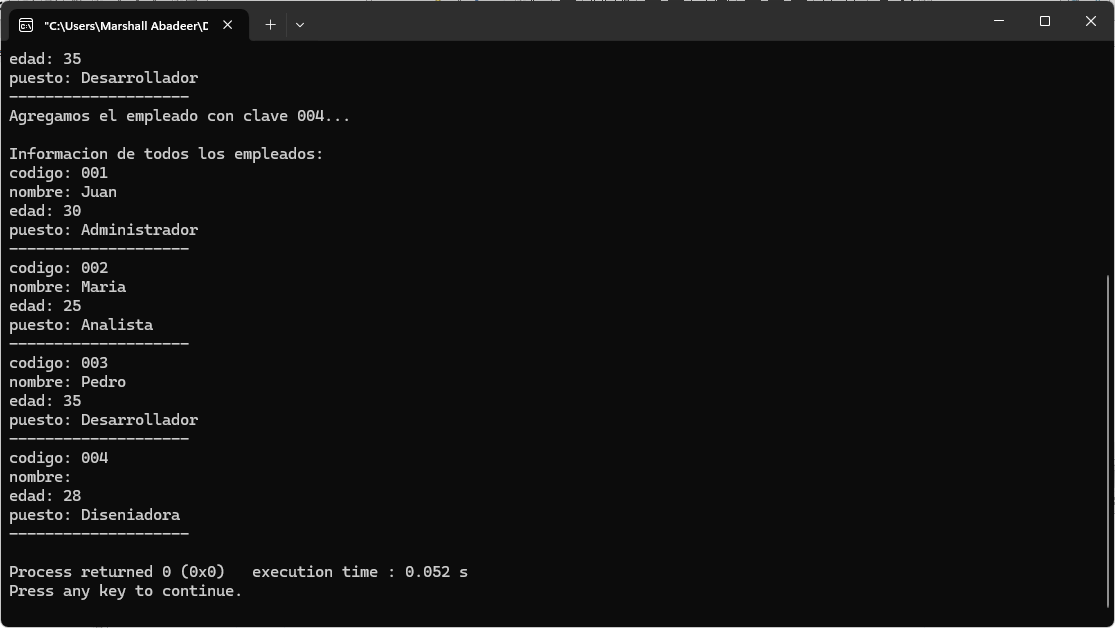 "C:\Users\Marshall Abadeer\D
edad: 35
puesto: Desarrollador
--------------------
Agregamos el empleado con clave 004...
Informacion de todos los empleados:
codigo: 001
nombre: Juan
edad: 30
puesto: Administrador
--------------------
codigo: 002
nombre: Maria
edad: 25
puesto: Analista
--------------------
codigo: 003
nombre: Pedro
edad: 35
puesto: Desarrollador
--------------------
codigo: 004
nombre:
edad: 28
puesto: Diseniadora
--------------------
Process returned 0 (0x0)   execution time : 0.052 s
Press any key to continue.